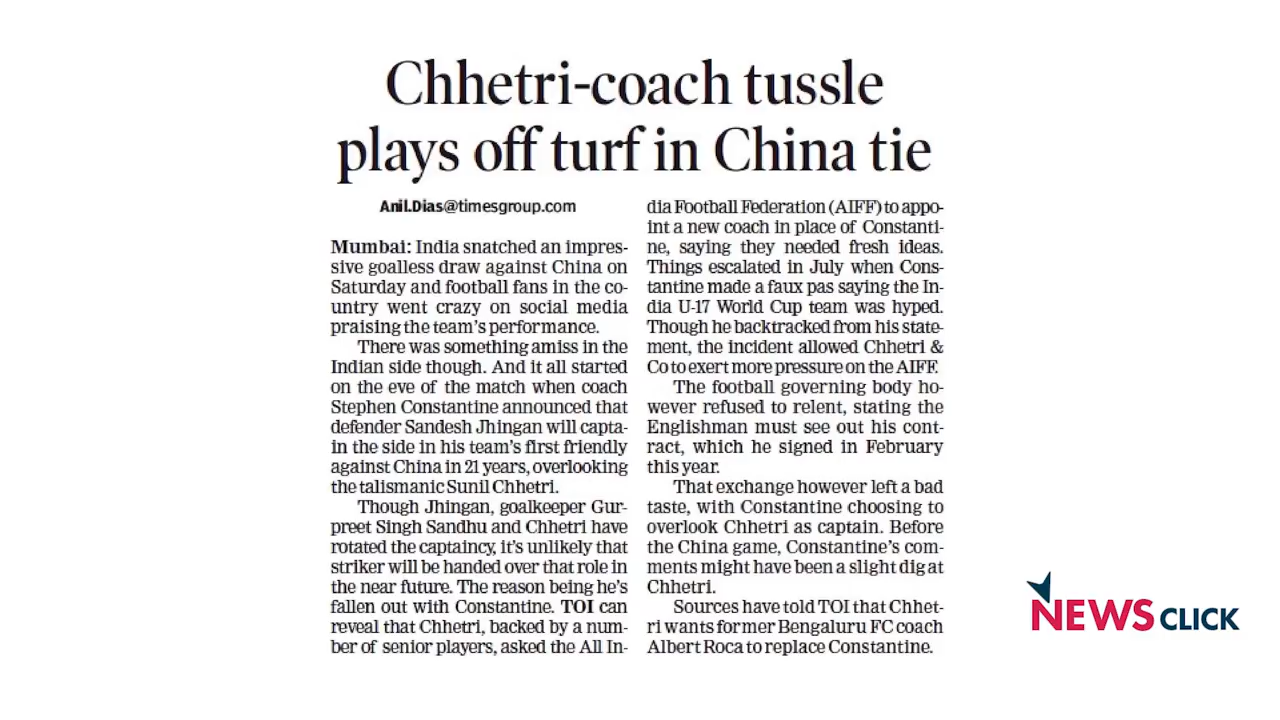 Chhetri-coach tussle
plays off turf in China tie
Anil.Dias@timesgroup.com
Mumbai: India snatched an impres-
sive goalless draw against China on
Saturday and football fans in the co-
untry went crazy on social media
praising the team's performance.
There was something amiss in the
Indian side though. And it all started
on the eve of the match when coach
Stephen Constantine announced that
defender Sandesh Jhingan will capta-
in the side in his team's first friendly
against China in 21 years, overlooking
the talismanic Sunil Chhetri.
Though Jhingan, goalkeeper Gur-
preet Singh Sandhu and Chhetri have
rotated the captaincy, it's unlikely that
striker will be handed over that role in
the near future. The reason being he's
fallen out with Constantine. TOI can
reveal that Chhetri, backed by a num-
ber of senior players, asked the All In-
dia Football Federation (AIFF) to appo-
int a new coach in place of Constanti-
ne, saying they needed fresh ideas.
Things escalated in July when Cons-
tantine made a faux pas saying the In-
dia U-17 World Cup team was hyped.
Though he backtracked from his state-
ment, the incident allowed Chhetri &
Co to exert more pressure on the AIFF.
The football governing body ho-
wever refused to relent, stating the
Englishman must see out his cont-
ract, which he signed in February
this year.
That exchange however left a bad
taste, with Constantine choosing to
overlook Chhetri as captain. Before
the China game, Constantine's com-
ments might have been a slight dig at
Chhetri.
Sources have told TOI that Chhet-
ri wants former Bengaluru FC coach
Albert Roca to replace Constantine.
NEWS CLICK